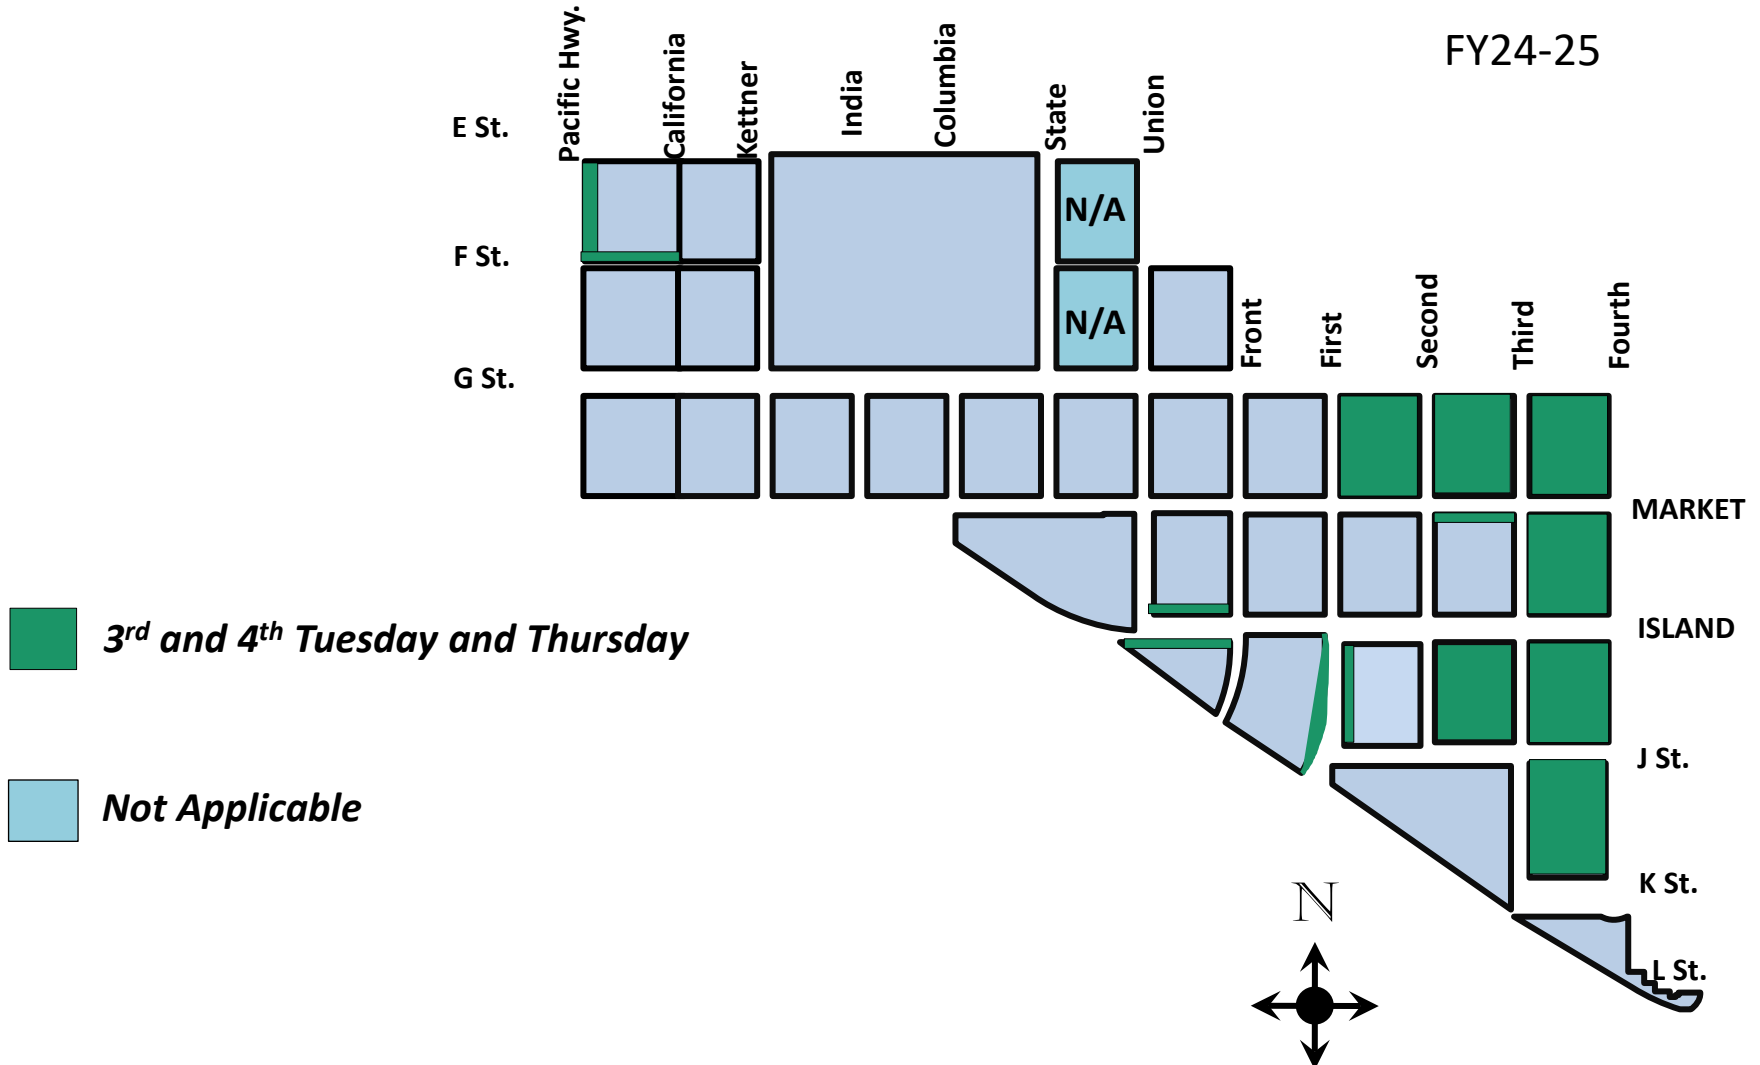 FY24-25
Pacific Hwy.
California
Kettner
India
Columbia
State
Union
E St.
N/A
F St.
N/A
Front
First
Second
Third
Fourth
G St.
MARKET
3rd and 4th Tuesday and Thursday
ISLAND
J St.
Not Applicable
K St.
N
L St.